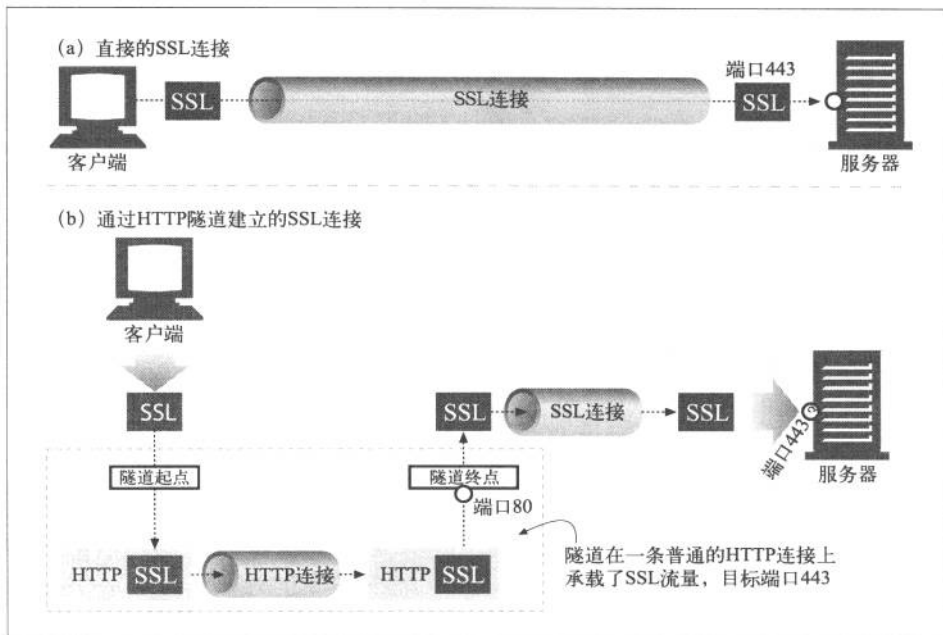 (a) 直接的SSL连接
端口443
SSL
SSL连接
SSL
客户端
服务器
(b) 通过HTTP隧道建立的SSL连接
客户端
SSL
SSL
SSL连接
SSL
端口443
服务器
隧道起点
隧道终点
端口80
HTTP
SSL
HTTP连接
HTTP
SSL
隧道在一条普通的HTTP连接上
承载了SSL流量，目标端口443